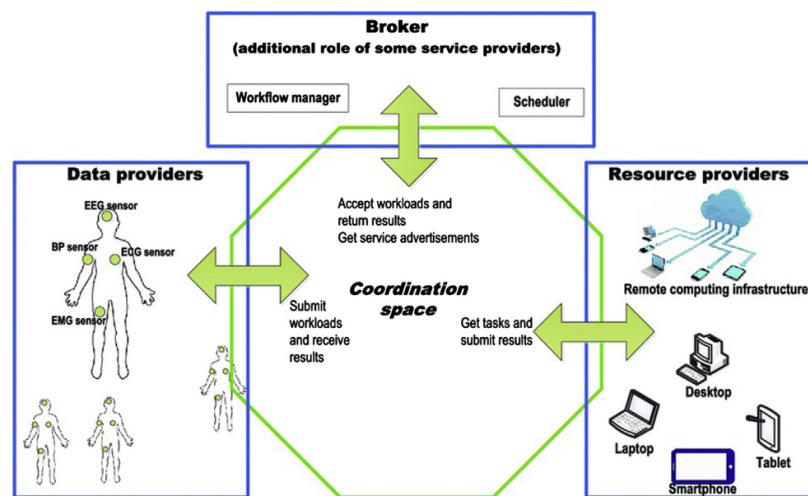 Broker
(additional role of some service providers)
Workflow manager
Scheduler
Data providers
EEG sensor
BP sensor
ECG sensor
EMG sensor
Accept workloads and
return results
Get service advertisements
Coordination
space
Submit
workloads
and receive
results
Get tasks and
submit results
Resource providers
Remote computing infrastructure
Desktop
Laptop
Tablet
Smartphone